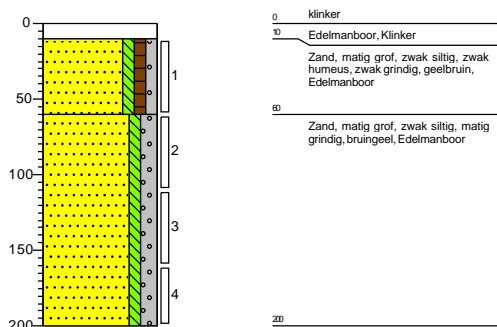 0
50
100
150
200
1
2
3
4
0 klinker
10 Edelmanboor, Klinker
Zand, matig grof, zwak siltig, zwak
humeus, zwak grindig, geelbruin,
Edelmanboor
60
Zand, matig grof, zwak siltig, matig
grindig, bruingeel, Edelmanboor
200